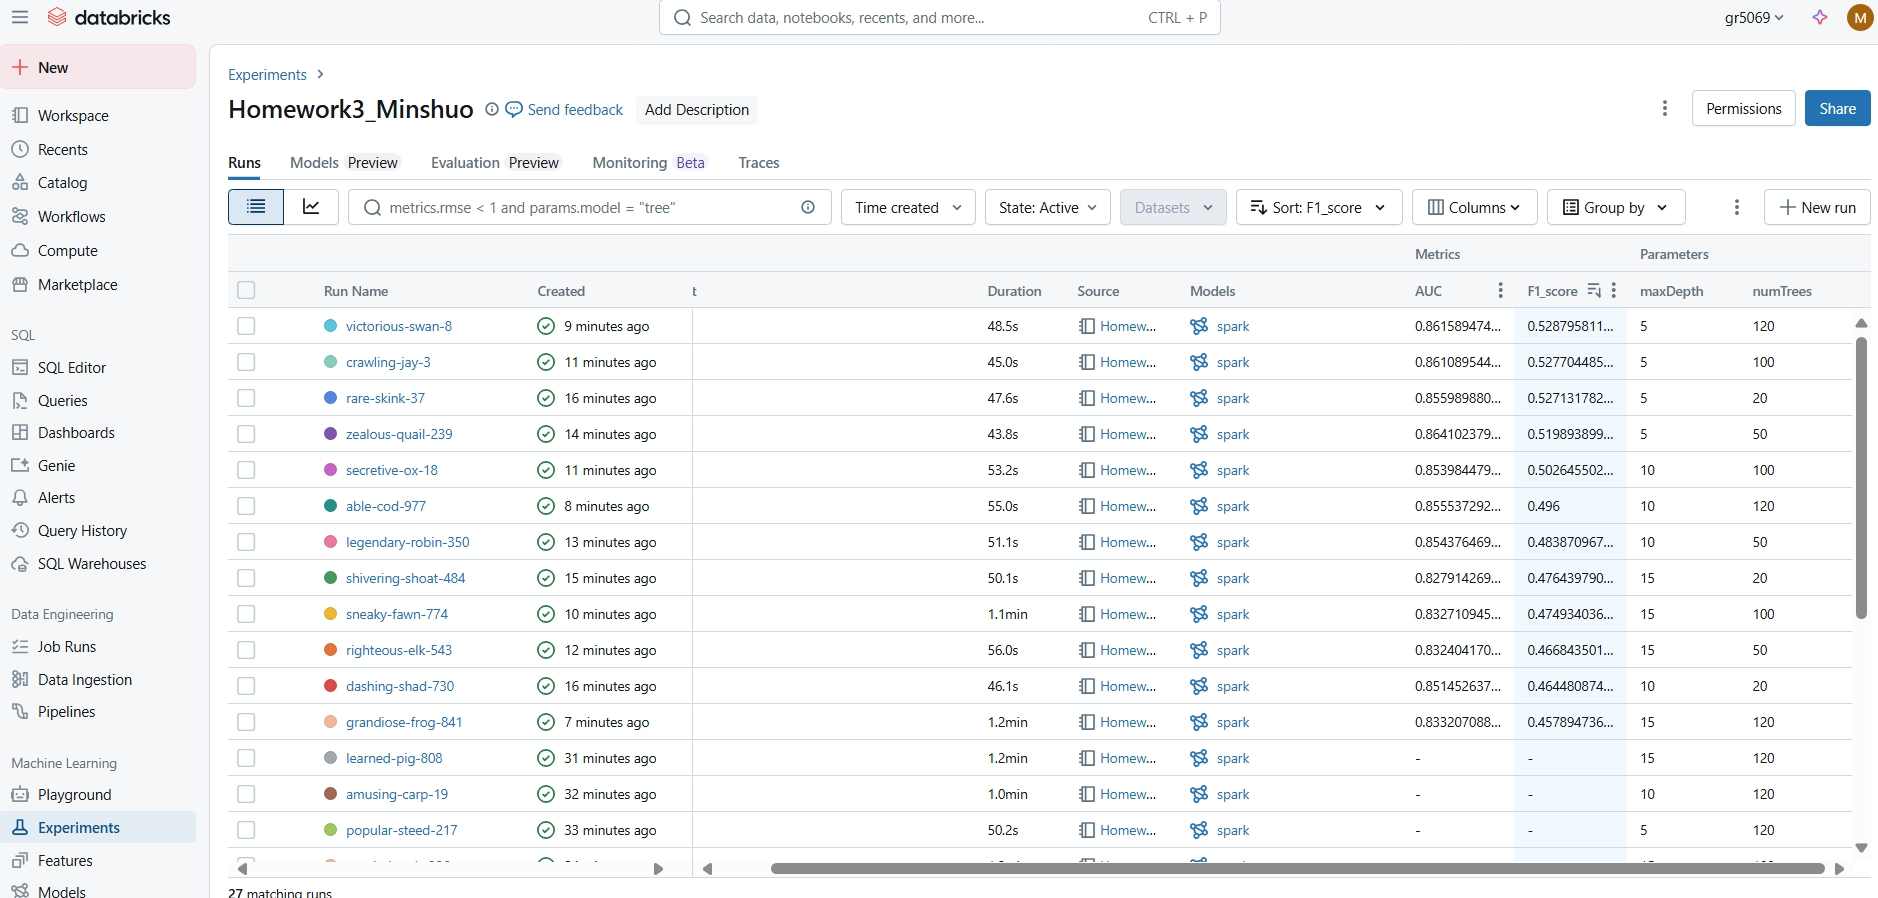 databricks
Search data, notebooks, recents, and more... CTRL + P
gr5069
M
New
Workspace
Recents
Catalog
Workflows
Compute
Marketplace
SQL
SQL Editor
Queries
Dashboards
Genie
Alerts
Query History
SQL Warehouses
Data Engineering
Job Runs
Data Ingestion
Pipelines
Machine Learning
Playground
Experiments
Features
Models
Experiments
Homework3_Minshuo Send feedback Add Description
Permissions Share
Runs Models Preview Evaluation Preview Monitoring Beta Traces
metrics.rmse < 1 and params.model = "tree" Time created State: Active Datasets Sort: F1_score Columns Group by New run
Metrics Parameters
Run Name Created t Duration Source Models AUC F1_score maxDepth numTrees
victorious-swan-8 9 minutes ago 48.5s Homew... spark 0.861589474... 0.528795811... 5 120
crawling-jay-3 11 minutes ago 45.0s Homew... spark 0.861089544... 0.527704485... 5 100
rare-skink-37 16 minutes ago 47.6s Homew... spark 0.855989880... 0.527131782... 5 20
zealous-quail-239 14 minutes ago 43.8s Homew... spark 0.864102379... 0.519893899... 5 50
secretive-ox-18 11 minutes ago 53.2s Homew... spark 0.853984479... 0.502645502... 10 100
able-cod-977 8 minutes ago 55.0s Homew... spark 0.855537292... 0.496 10 120
legendary-robin-350 13 minutes ago 51.1s Homew... spark 0.854376469... 0.483870967... 10 50
shivering-shoat-484 15 minutes ago 50.1s Homew... spark 0.827914269... 0.476439790... 15 20
sneaky-fawn-774 10 minutes ago 1.1min Homew... spark 0.832710945... 0.474934036... 15 100
righteous-elk-543 12 minutes ago 56.0s Homew... spark 0.832404170... 0.466843501... 15 50
dashing-shad-730 16 minutes ago 46.1s Homew... spark 0.851452637... 0.464480874... 10 20
grandiose-frog-841 7 minutes ago 1.2min Homew... spark 0.833207088... 0.457894736... 15 120
learned-pig-808 31 minutes ago 1.2min Homew... spark - - 15 120
amusing-carp-19 32 minutes ago 1.0min Homew... spark - - 10 120
popular-steed-217 33 minutes ago 50.2s Homew... spark - - 5 120
27 matching runs